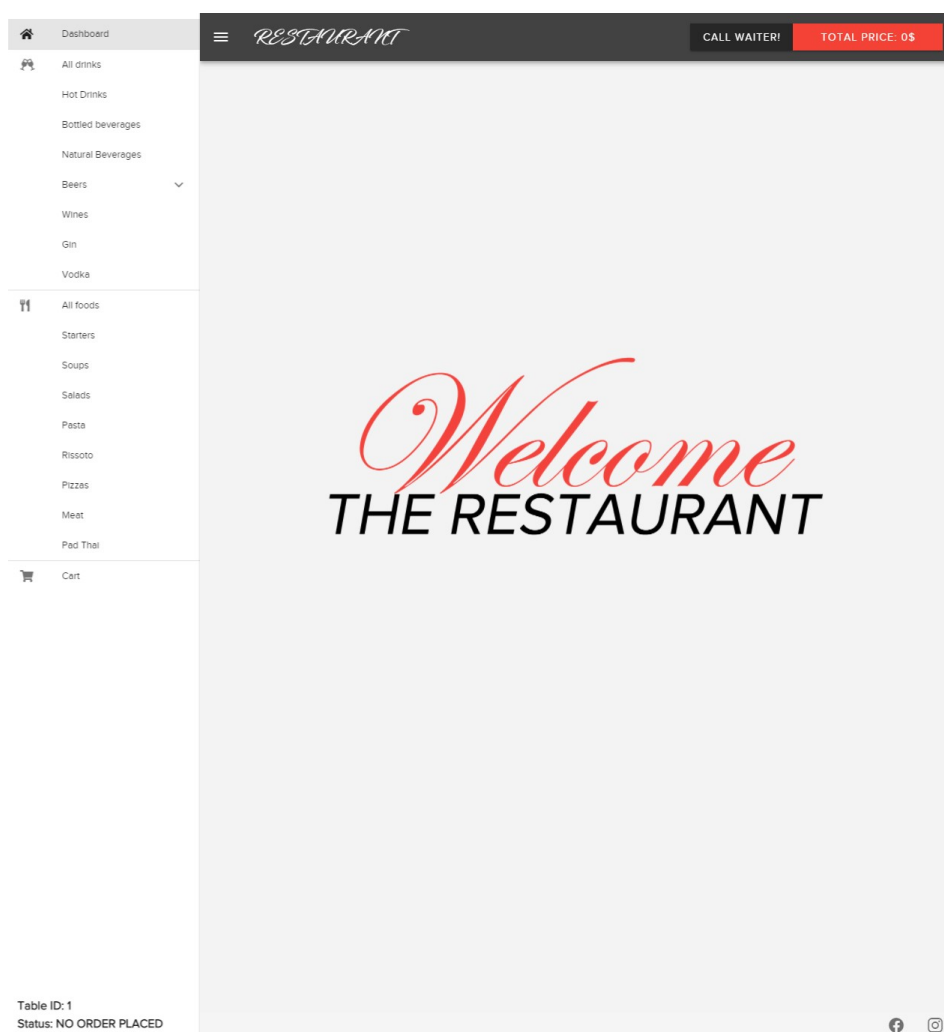 Dashboard
All drinks
Hot Drinks
Bottled beverages
Natural Beverages
Beers
Wines
Gin
Vodka
All foods
Starters
Soups
Salads
Pasta
Rissoto
Pizzas
Meat
Pad Thai
Cart
Table ID: 1
Status: NO ORDER PLACED
RESTAURANT
CALL WAITER!
TOTAL PRICE: 0$
Welcome
THE RESTAURANT